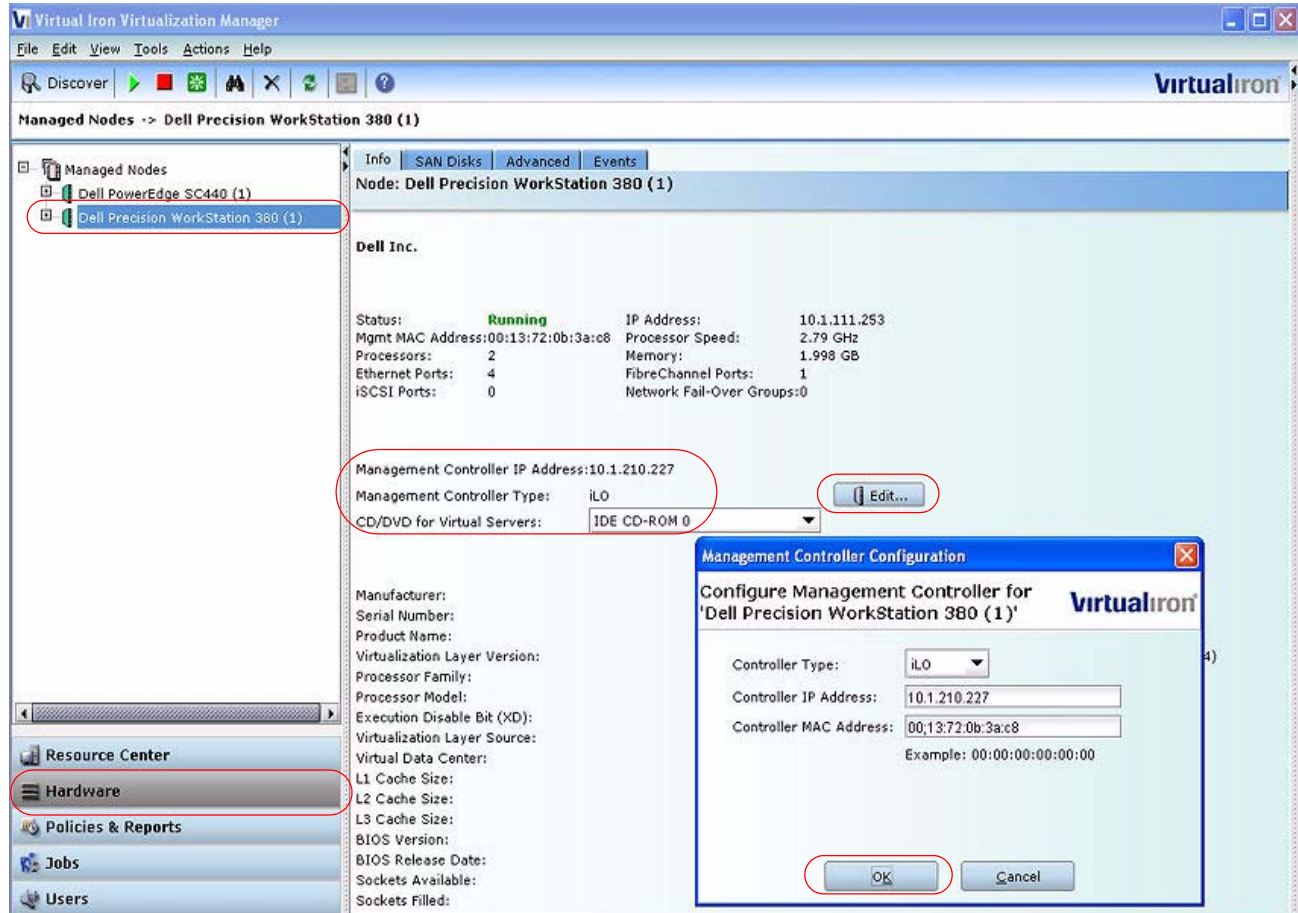 Virtual Iron Virtualization Manager
File Edit View Tools Actions Help
Discover
Virtualiron
Managed Nodes -> Dell Precision WorkStation 380 (1)
Managed Nodes
Dell PowerEdge SC440 (1)
Dell Precision WorkStation 380 (1)
Resource Center
Hardware
Policies & Reports
Jobs
Users
Info SAN Disks Advanced Events
Node: Dell Precision WorkStation 380 (1)
Dell Inc.
Status: Running IP Address: 10.1.111.253
Mgmt MAC Address:00:13:72:0b:3a:c8 Processor Speed: 2.79 GHz
Processors: 2 Memory: 1.998 GB
Ethernet Ports: 4 FibreChannel Ports: 1
iSCSI Ports: 0 Network Fail-Over Groups:0
Management Controller IP Address:10.1.210.227
Management Controller Type: iLO
Edit...
CD/DVD for Virtual Servers: IDE CD-ROM 0
Manufacturer:
Serial Number:
Product Name:
Virtualization Layer Version: 4)
Processor Family:
Processor Model:
Execution Disable Bit (XD):
Virtualization Layer Source:
Virtual Data Center:
L1 Cache Size:
L2 Cache Size:
L3 Cache Size:
BIOS Version:
BIOS Release Date:
Sockets Available:
Sockets Filled:
Management Controller Configuration
Configure Management Controller for
'Dell Precision WorkStation 380 (1)'
Virtualiron
Controller Type: iLO
Controller IP Address: 10.1.210.227
Controller MAC Address: 00;13:72:0b:3a:c8
Example: 00:00:00:00:00:00
OK Cancel